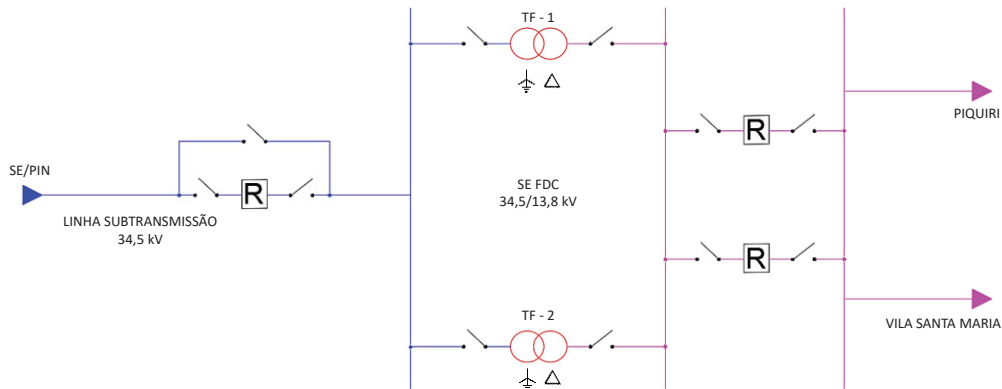 TF - 1
PIQUIRI
R
SE/PIN
R
SE FDC
34,5/13,8 kV
LINHA SUBTRANSMISSÃO
34,5 kV
R
TF - 2
VILA SANTA MARIA